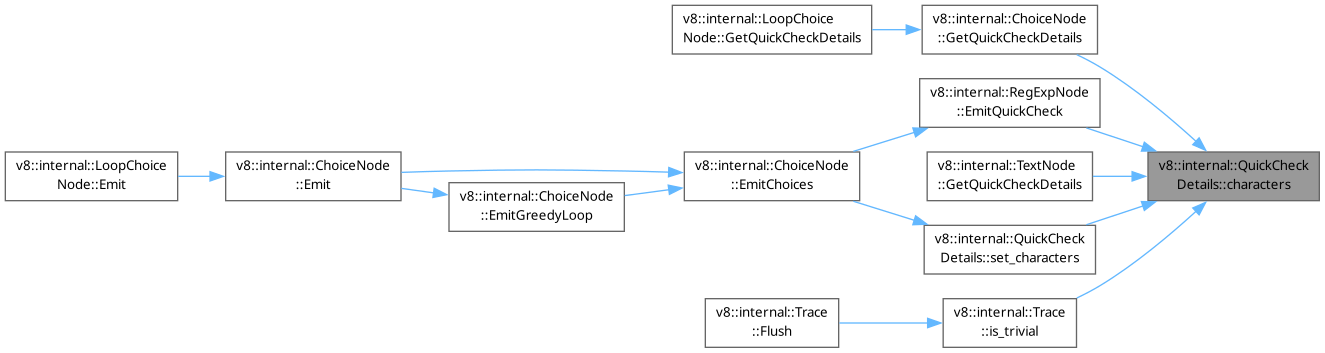 v8::internal::LoopChoice
Node::GetQuickCheckDetails
v8::internal::ChoiceNode
::GetQuickCheckDetails
v8::internal::RegExpNode
::EmitQuickCheck
v8::internal::LoopChoice
Node::Emit
v8::internal::ChoiceNode
::Emit
v8::internal::ChoiceNode
::EmitGreedyLoop
v8::internal::ChoiceNode
::EmitChoices
v8::internal::TextNode
::GetQuickCheckDetails
v8::internal::QuickCheck
Details::characters
v8::internal::QuickCheck
Details::set_characters
v8::internal::Trace
::Flush
v8::internal::Trace
::is_trivial